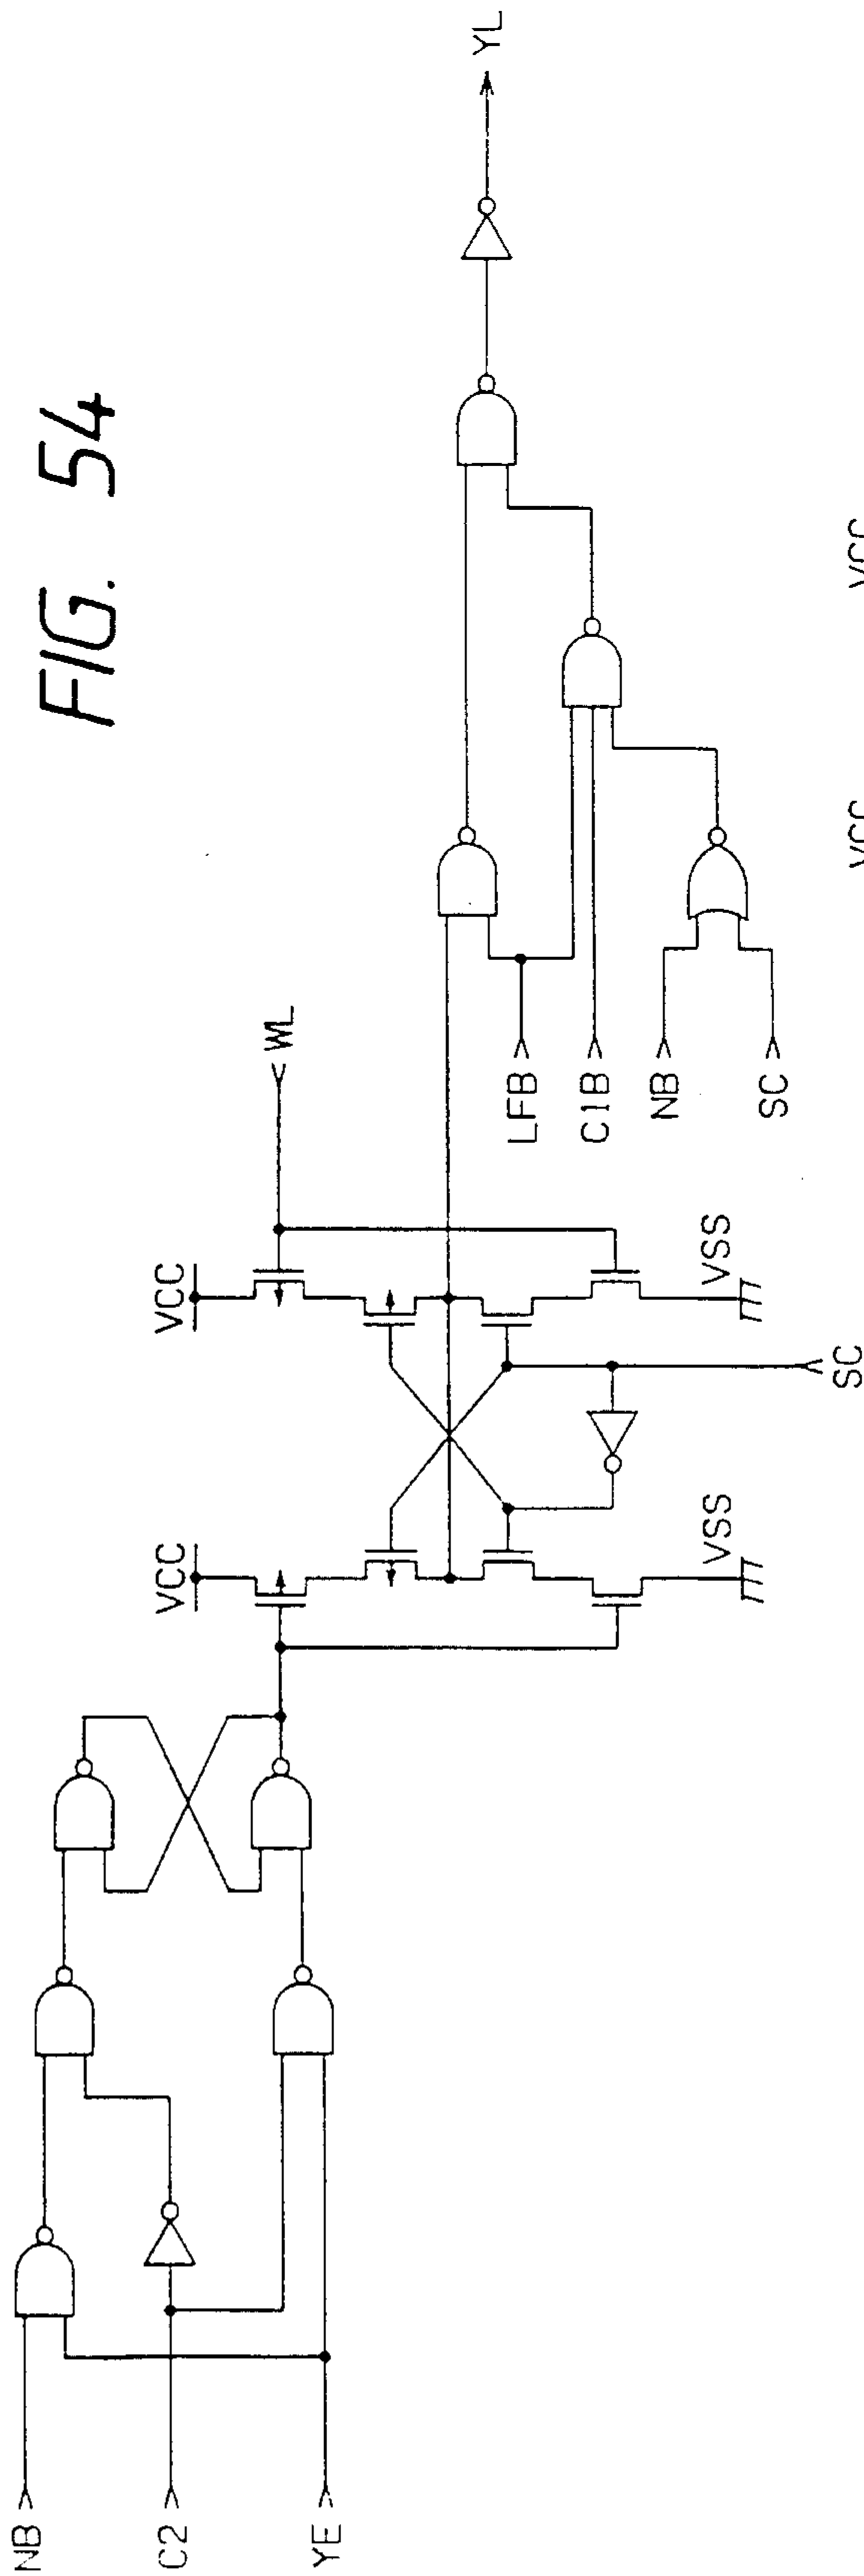 FIG. 54
NB
C2
YE
VCC
VSS
VCC
VSS
SC
WL
LFB
C1B
NB
SC
YL
VCC
VCC